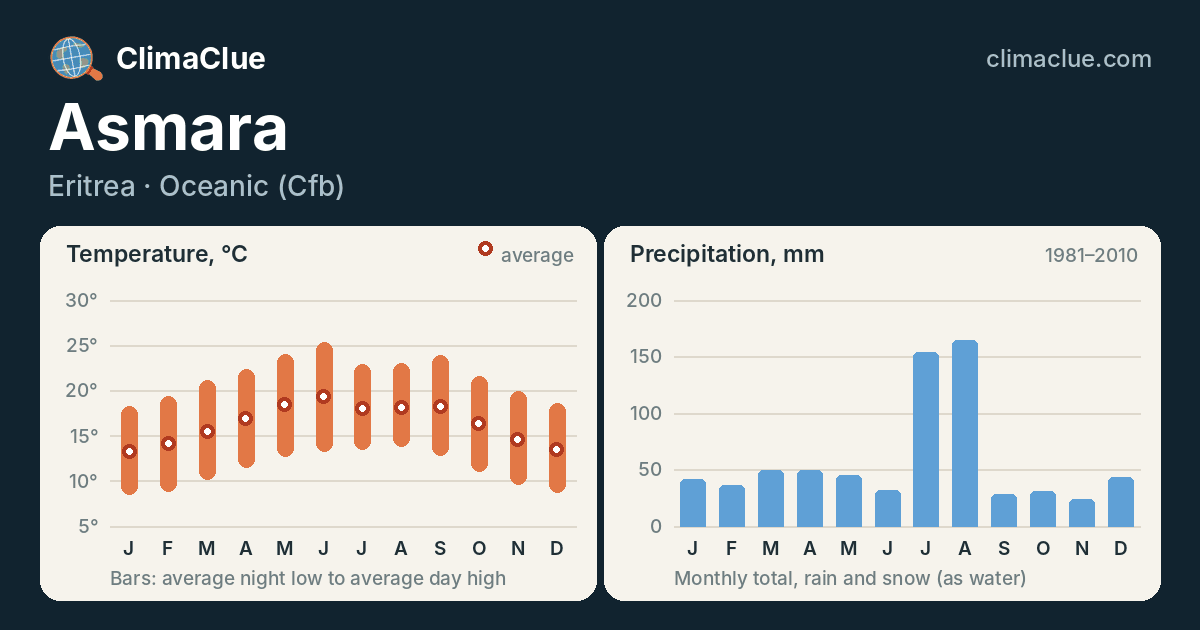 ClimaClue
climaclue.com
Asmara
Eritrea · Oceanic (Cfb)
Temperature, °C
average
30°
25°
20°
15°
10°
5°
J F M A M J J A S O N D
Bars: average night low to average day high
Precipitation, mm
1981–2010
200
150
100
50
0
J F M A M J J A S O N D
Monthly total, rain and snow (as water)